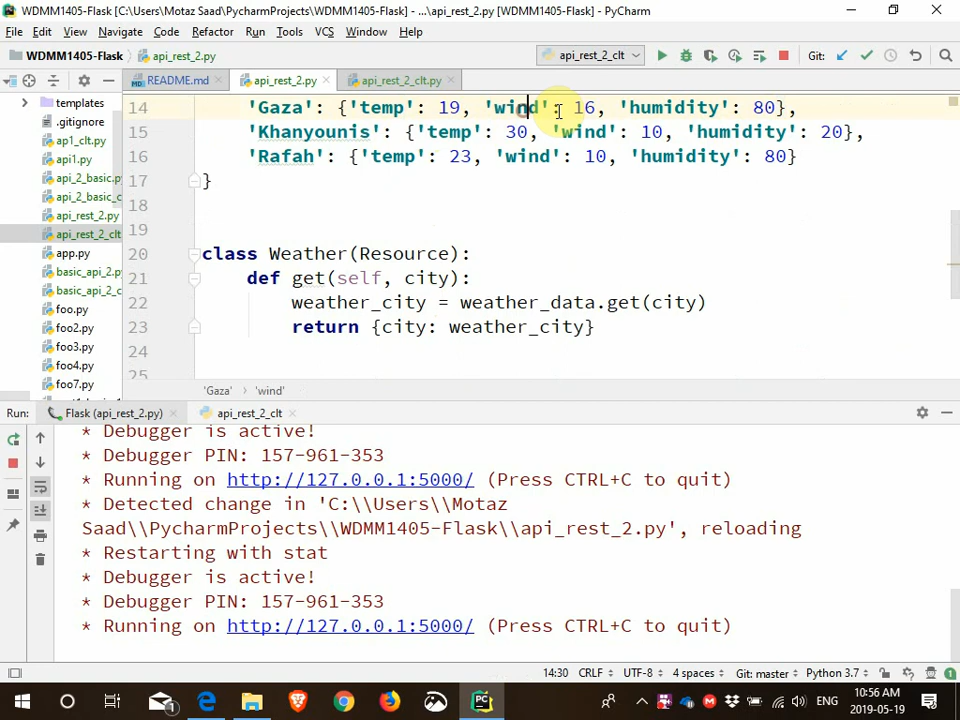 WDMM1405-Flask [C:\Users\Motaz Saad\PycharmProjects\WDMM1405-Flask] - ...\api_rest_2.py [WDMM1405-Flask] - PyCharm
File Edit View Navigate Code Refactor Run Tools VCS Window Help
WDMM1405-Flask api_rest_2.py api_rest_2_clt Git:
README.md api_rest_2.py api_rest_2_clt.py
templates
.gitignore
ap1_clt.py
api1.py
api_2_basic.p
api_2_basic_c
api_rest_2.py
api_rest_2_clt
app.py
basic_ap_2.p
basic_api_2_c
foo.py
foo2.py
foo3.py
foo4.py
foo7.py
14 'Gaza': {'temp': 19, 'wind': 16, 'humidity': 80},
15 'Khanyounis': {'temp': 30, 'wind': 10, 'humidity': 20},
16 'Rafah': {'temp': 23, 'wind': 10, 'humidity': 80}
17 }
18
19
20 class Weather(Resource):
21 def get(self, city):
22 weather_city = weather_data.get(city)
23 return {city: weather_city}
24
25
'Gaza' › 'wind'
Run: Flask (api_rest_2.py) api_rest_2_clt
* Debugger is active!
* Debugger PIN: 157-961-353
* Running on http://127.0.0.1:5000/ (Press CTRL+C to quit)
* Detected change in 'C:\\Users\\Motaz
Saad\\PycharmProjects\\WDMM1405-Flask\\api_rest_2.py', reloading
* Restarting with stat
* Debugger is active!
* Debugger PIN: 157-961-353
* Running on http://127.0.0.1:5000/ (Press CTRL+C to quit)
14:30 CRLF UTF-8 4 spaces Git: master Python 3.7
ENG
10:56 AM
2019-05-19